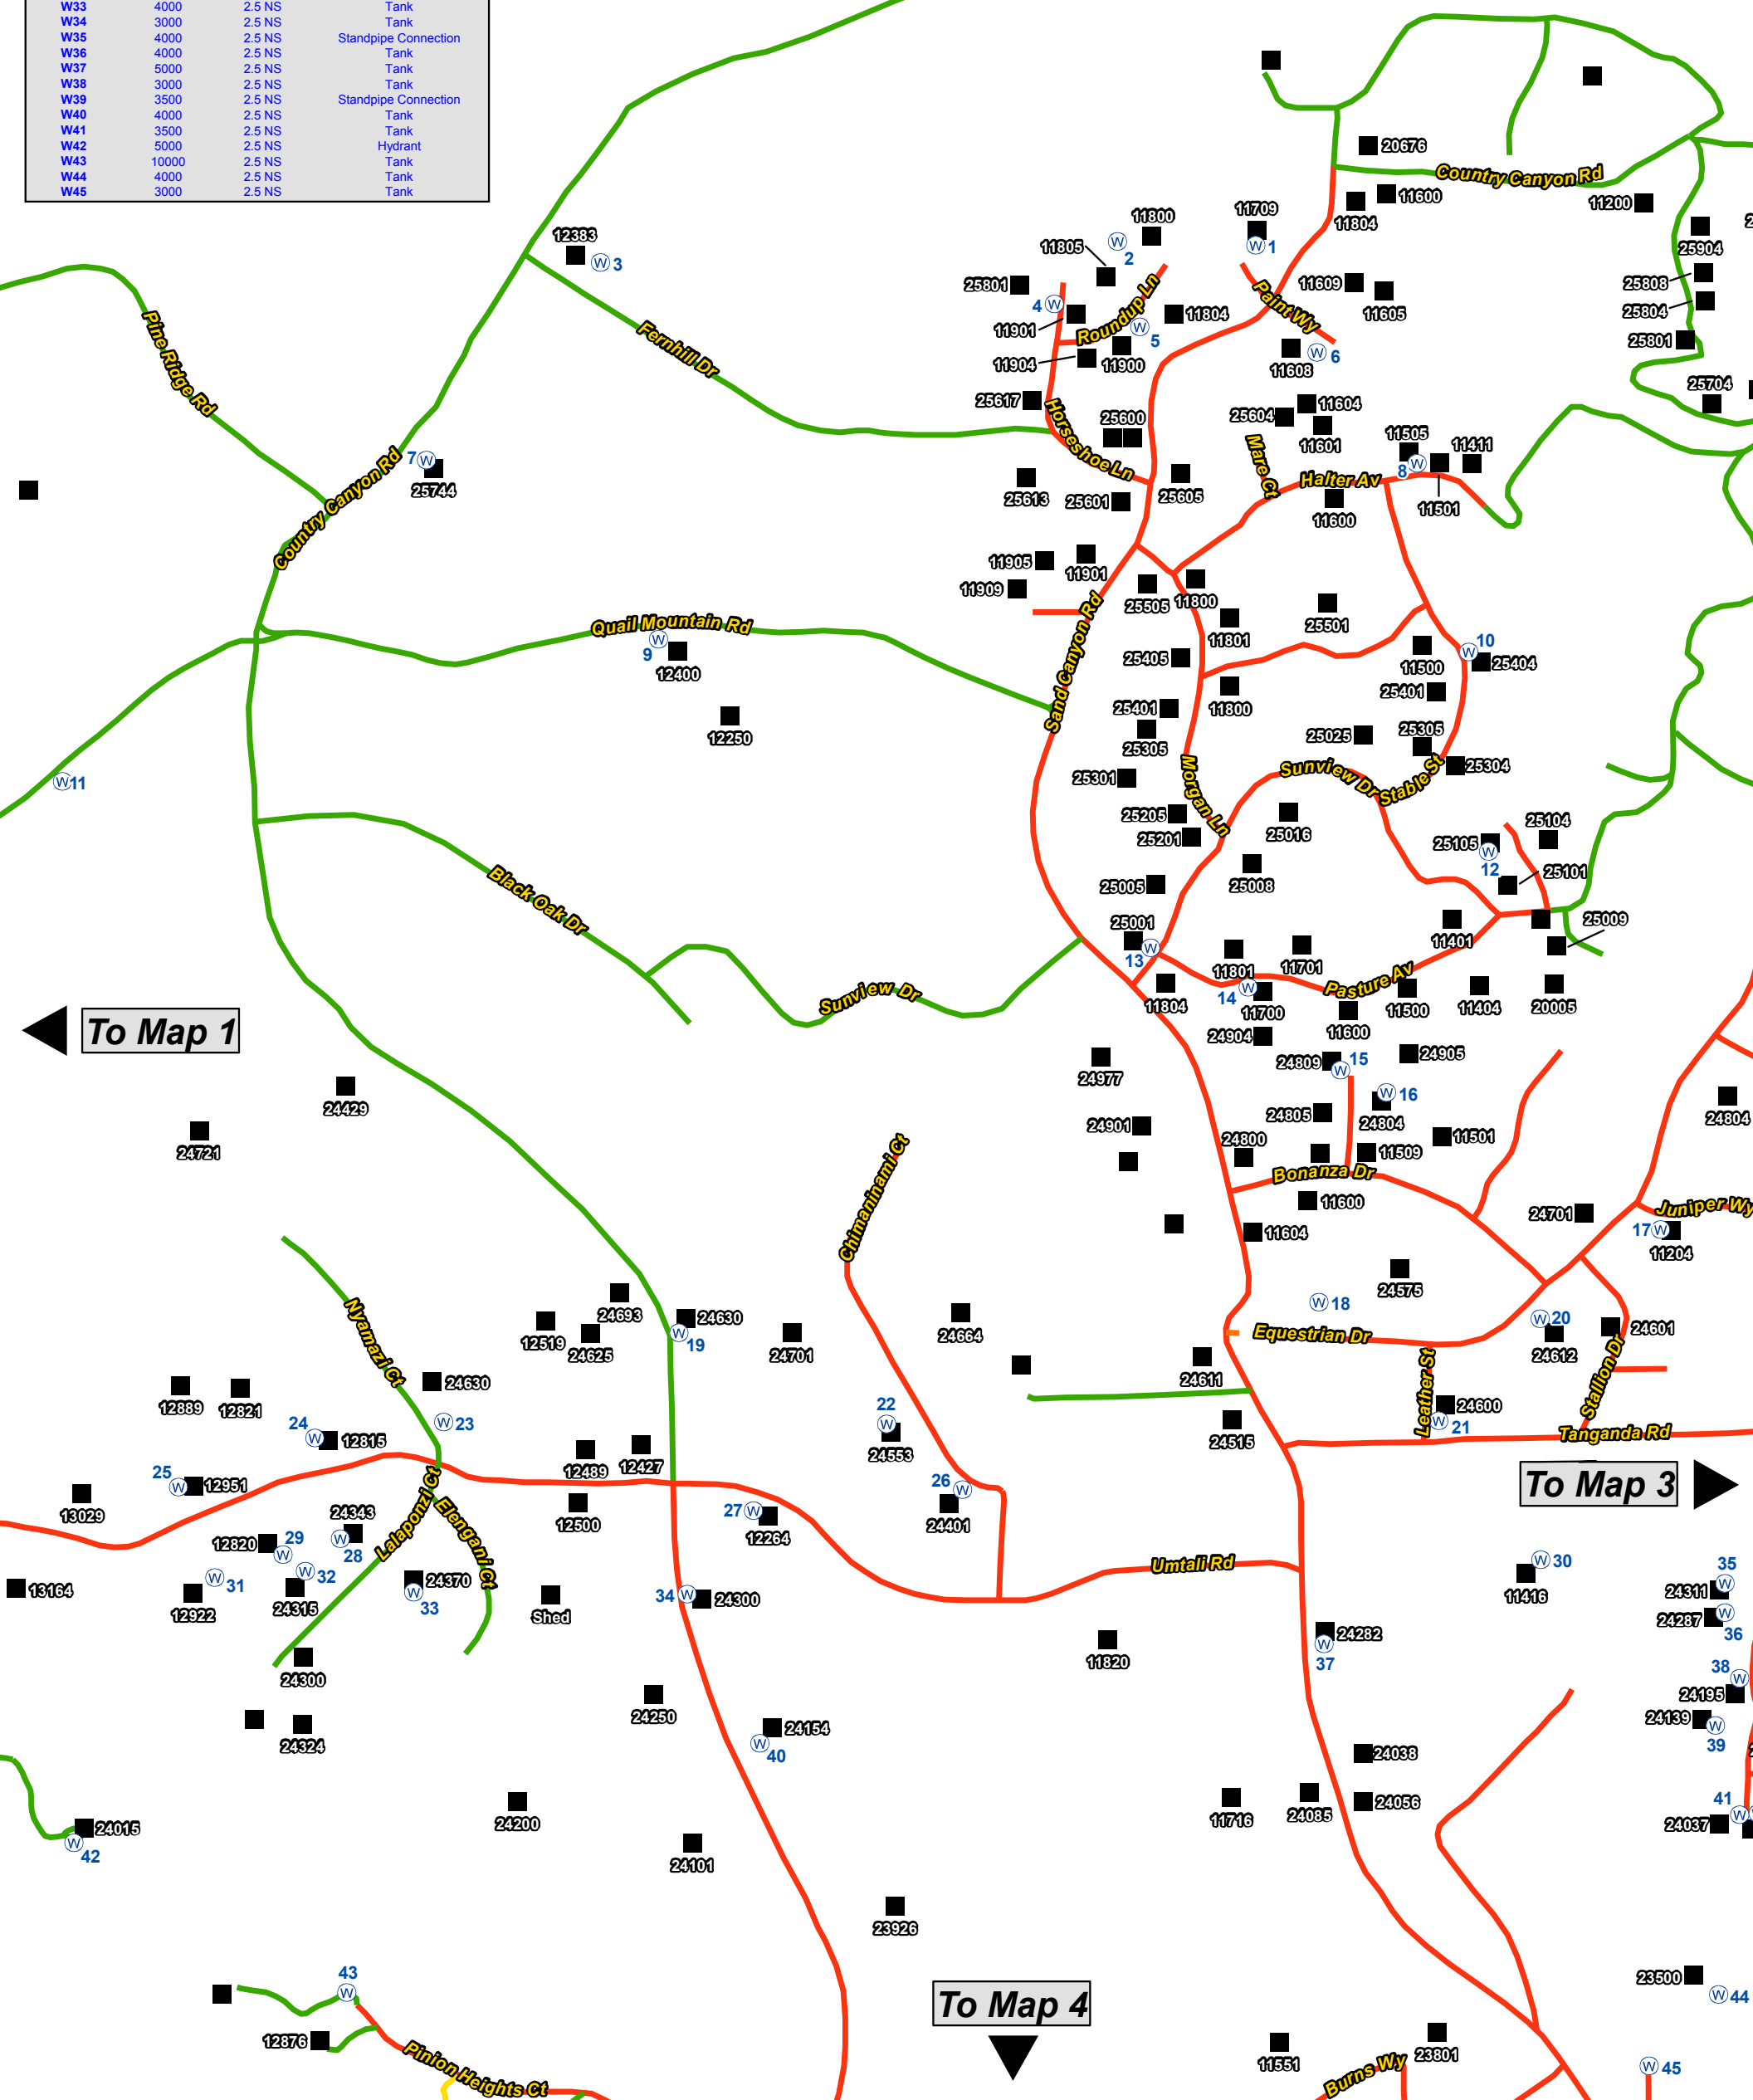 W33 4000 2.5 NS Tank
W34 3000 2.5 NS Tank
W35 4000 2.5 NS Standpipe Connection
W36 4000 2.5 NS Tank
W37 5000 2.5 NS Tank
W38 3000 2.5 NS Tank
W39 3500 2.5 NS Standpipe Connection
W40 4000 2.5 NS Tank
W41 3500 2.5 NS Tank
W42 5000 2.5 NS Hydrant
W43 10000 2.5 NS Tank
W44 4000 2.5 NS Tank
W45 3000 2.5 NS Tank
20676
Country Canyon Rd
11600
11200
11804
11709
11800
W 1
11805
W 2
25904
12383
W 3
25801
11609
11605
25808
25804
W 4
11901
Roundup Ln
11804
Paint Wy
W 5
Pine Ridge Rd
Fernhill Dr
11904
11900
11608
W 6
25801
25704
25617
Horseshoe Ln
25600
25604
11604
11601
11505
11411
Mare Ct
Halter Av
W 8
11501
Country Canyon Rd
7 W
25744
25613
25601
25605
11600
11905
11901
11909
25505
11800
11801
25501
Quail Mountain Rd
W 9
12400
Sand Canyon Rd
25405
11500
W 10
25404
25401
12250
25401
11800
25305
25025
25305
W 11
25301
Morgan Ln
Sunview Dr
Stable St
25304
25205
25201
25016
25104
25105
W 12
25101
Black Oak Dr
25005
25008
25001
13 W
11401
25009
11801
11701
Pasture Av
Sunview Dr
11804
14 W
11700
11600
11500
11404
20005
To Map 1
24904
24809
W 15
24905
24977
24429
W 16
24804
24804
24805
24721
24901
24800
11501
11509
Chimaninami Ct
Bonanza Dr
11600
24701
Juniper Wy
17 W
11204
11604
24575
Nyamazi Ct
24693
12519
24625
24630
W 19
24701
24664
W 18
Equestrian Dr
W 20
24612
24601
24611
Leather St
Stallion Dr
12889
12821
24630
W 23
22
W
24553
24600
W 21
24515
Tanganda Rd
24
W
12815
12489
12427
25
W
12951
26 W
24401
To Map 3
13029
Lalaponzi Ct
Elengani Ct
12500
27 W
12264
24343
W 28
12820
29
W
Umtali Rd
W 30
11416
35
W
24311
W 31
W 32
24370
W 33
13164
12922
24315
Shed
34 W
24300
24287
W 36
24282
W 37
11820
24300
38
W
24195
24250
24154
W 40
24139
W 39
24324
24038
24200
11716
24085
24056
41
W
24037
24015
W 42
24101
23926
43
W
23500
W 44
To Map 4
12876
Pinion Heights Ct
11551
23801
Burns Wy
W 45